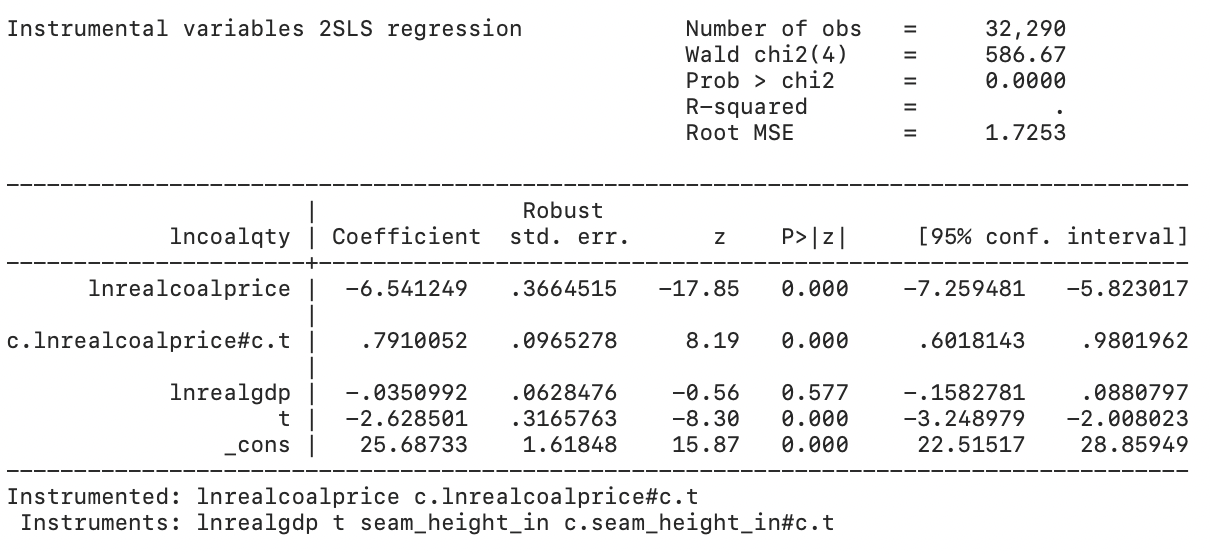 Instrumental variables 2SLS regression Number of obs = 32,290
Wald chi2(4) = 586.67
Prob > chi2 = 0.0000
R-squared = .
Root MSE = 1.7253
| Robust
lncoalqty | Coefficient std. err. z P>|z| [95% conf. interval]
lnrealcoalprice | -6.541249 .3664515 -17.85 0.000 -7.259481 -5.823017
|
c.lnrealcoalprice#c.t | .7910052 .0965278 8.19 0.000 .6018143 .9801962
|
lnrealgdp | -.0350992 .0628476 -0.56 0.577 -.1582781 .0880797
t | -2.628501 .3165763 -8.30 0.000 -3.248979 -2.008023
_cons | 25.68733 1.61848 15.87 0.000 22.51517 28.85949
Instrumented: lnrealcoalprice c.lnrealcoalprice#c.t
Instruments: lnrealgdp t seam_height_in c.seam_height_in#c.t